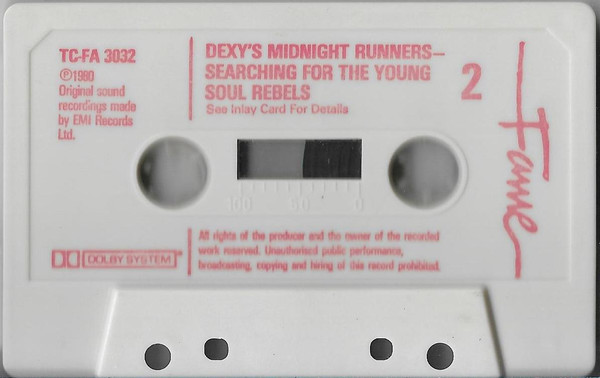 TC-FA 3032
℗1980
Original sound
recordings made
by EMI Records
Ltd.
DEXY'S MIDNIGHT RUNNERS—
SEARCHING FOR THE YOUNG
SOUL REBELS
See Inlay Card For Details
2
Fame
100 50 0
DOLBY SYSTEM
All rights of the producer and the owner of the recorded
work reserved. Unauthorised public performance,
broadcasting, copying and hiring of this record prohibited.